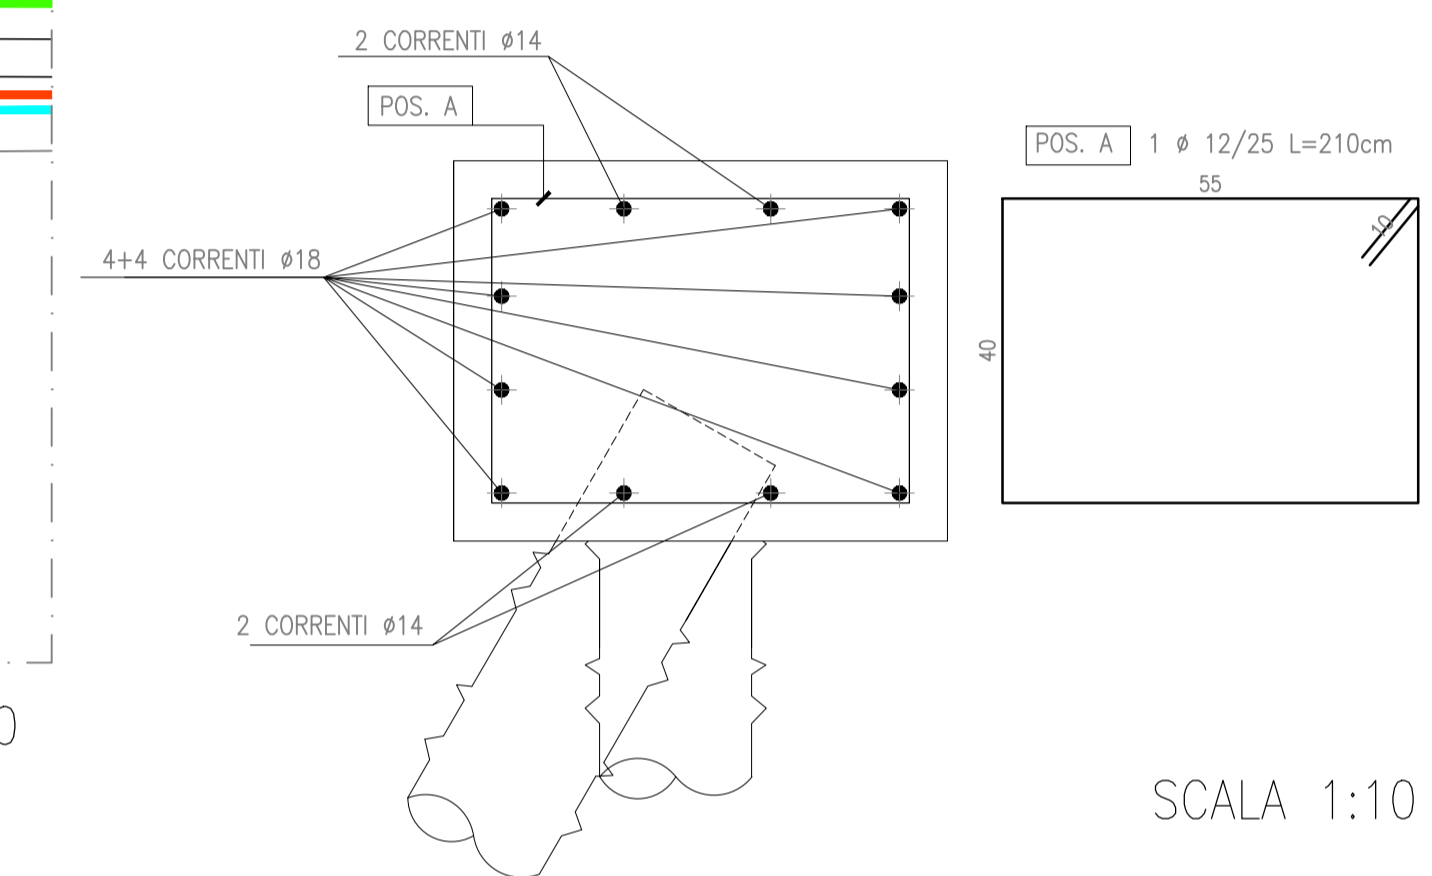 2 CORRENTI ø14
POS. A
POS. A 1 ø 12/25 L=210cm
55
10
4+4 CORRENTI ø18
40
2 CORRENTI ø14
SCALA 1:10